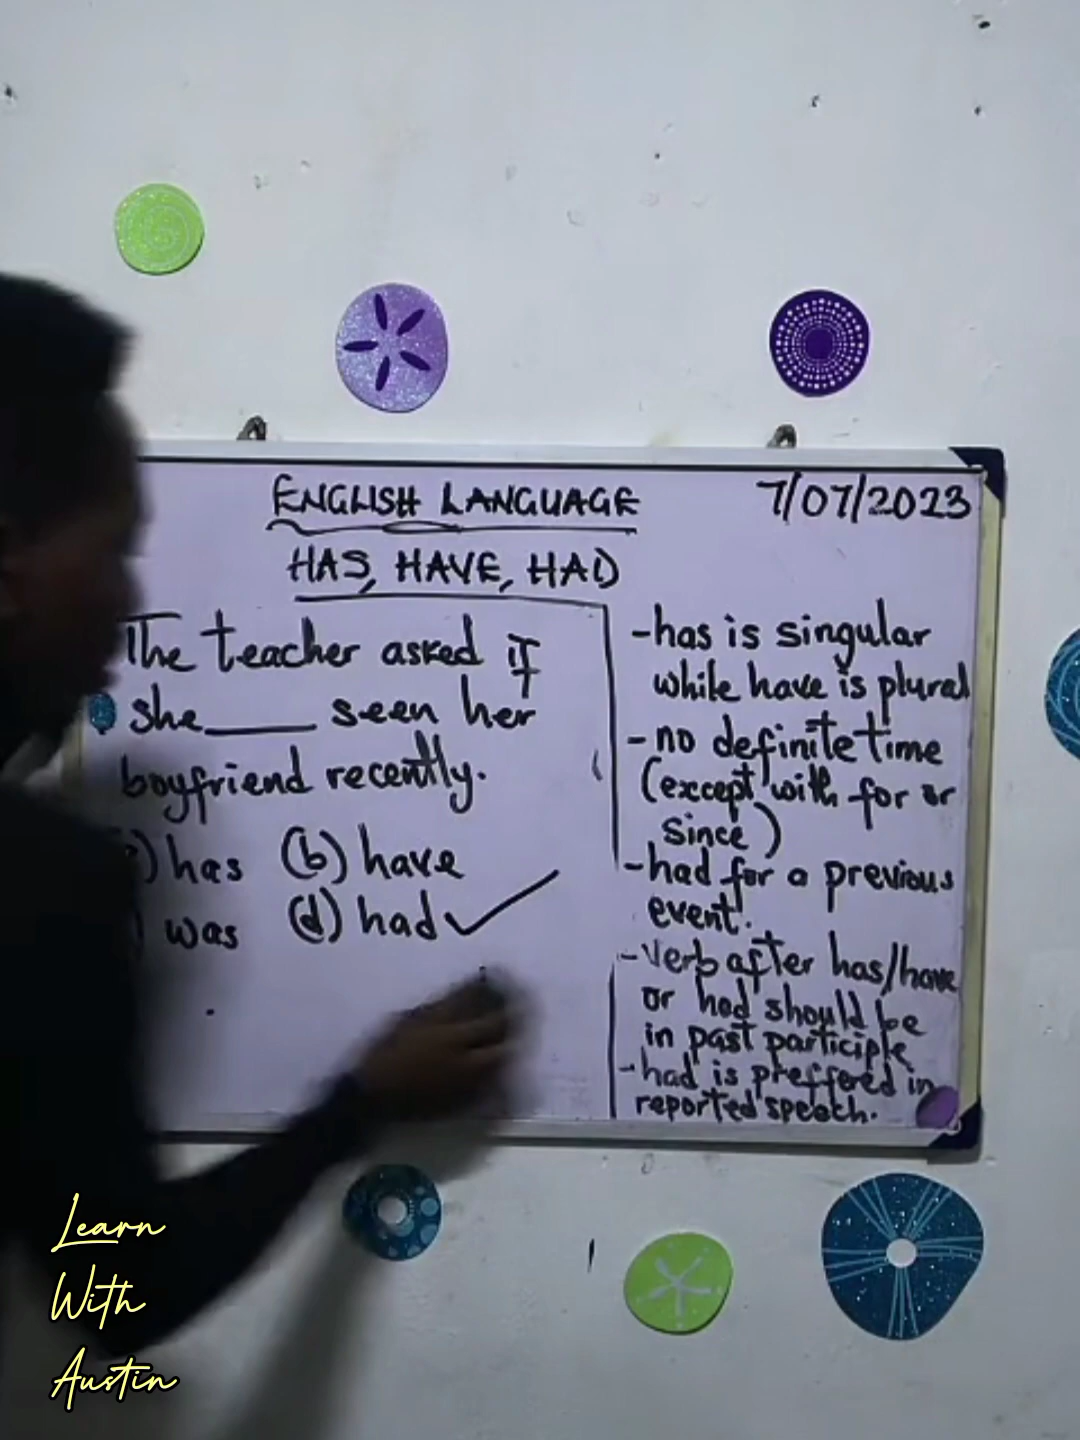 ENGLISH LANGUAGE
7/07/2023
HAS, HAVE, HAD
The teacher asked if
she____ seen her
boyfriend recently.
) has (b) have
) was (d) had ✓
-has is singular
while have is plural
-no definite time
(except with for or
since)
-had for a previous
event.
-verb after has/have
or had should be
in past participle
-had is preffered in
reported speech.
Learn
With
Austin